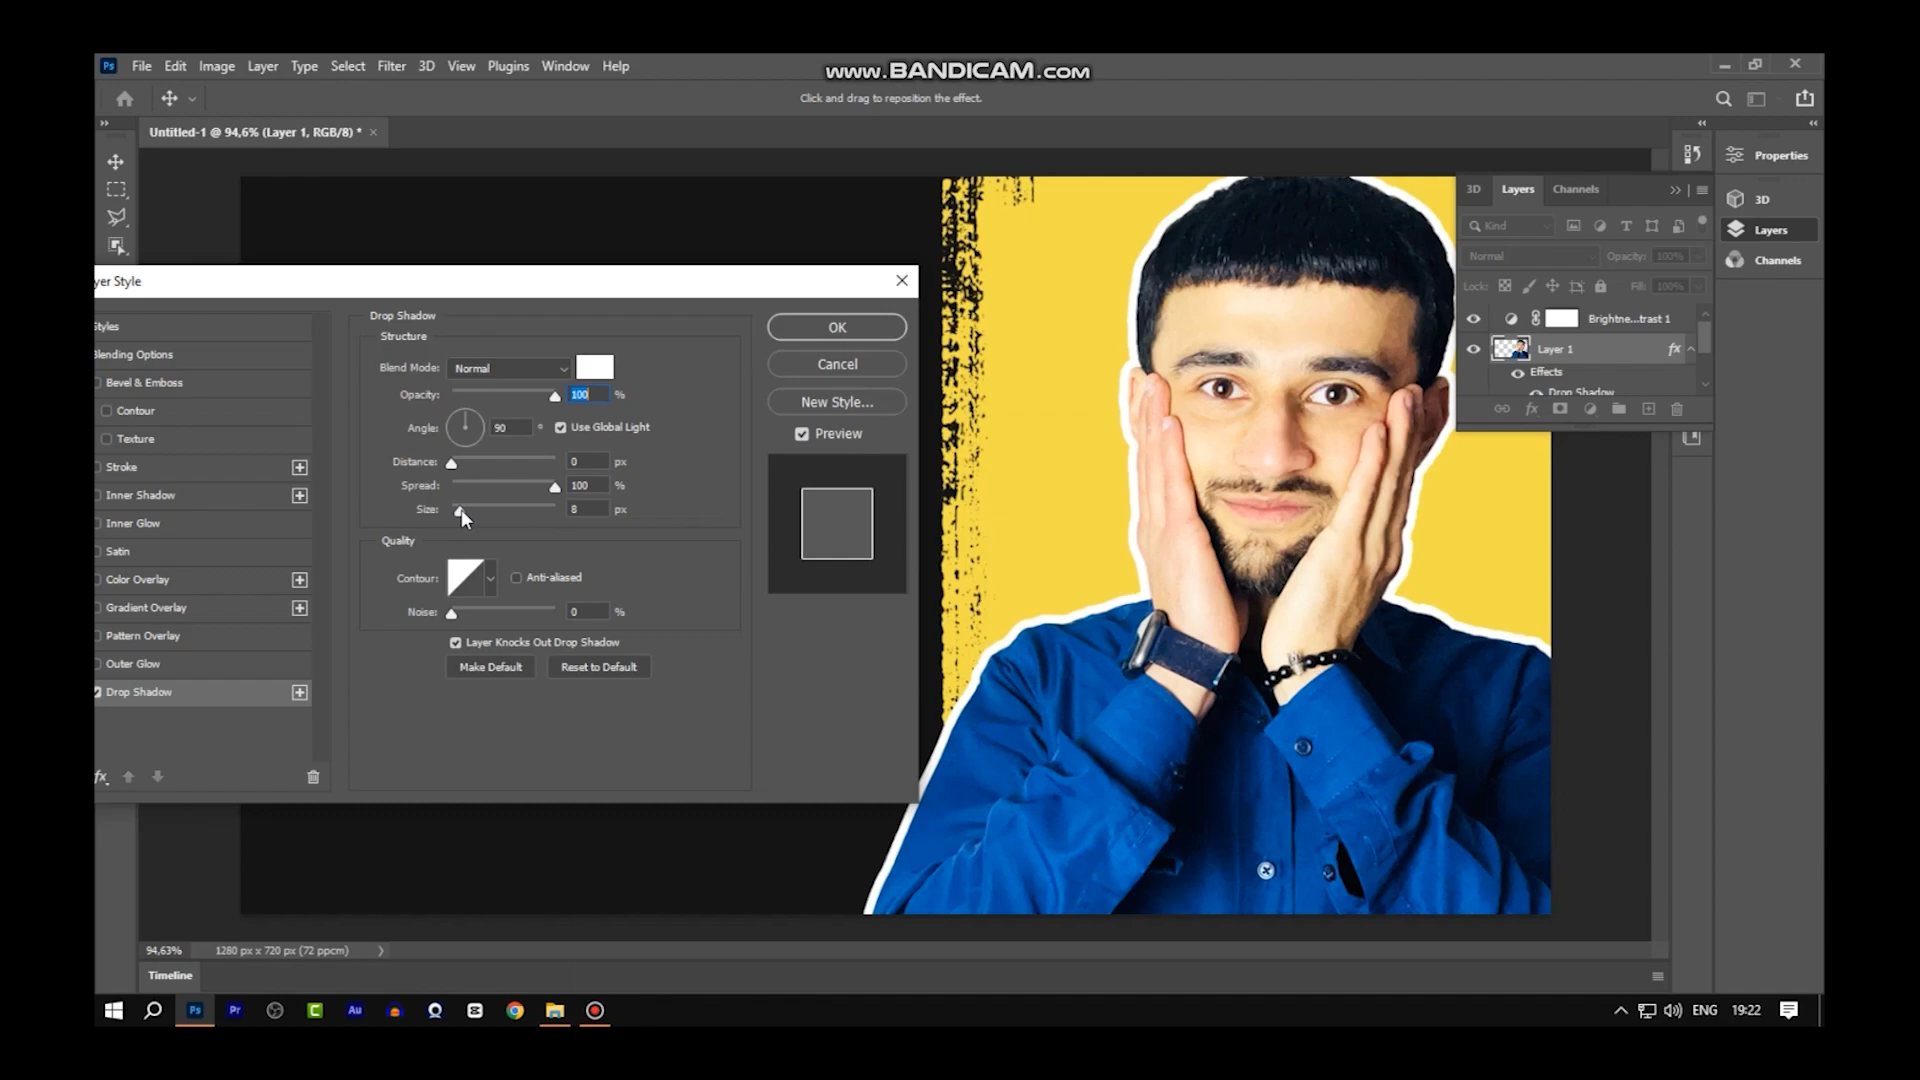 Ps File Edit Image Layer Type Select Filter 3D View Plugins Window Help
www.BANDICAM.com
Click and drag to reposition the effect.
Untitled-1 @ 94,6% (Layer 1, RGB/8) *
Properties
3D
Layers
Channels
3D Layers Channels
Kind
Normal Opacity: 100%
Lock: Fill: 100%
Brightne...trast 1
Layer 1 fx
Effects
Drop Shadow
yer Style
Styles
Blending Options
Bevel & Emboss
Contour
Texture
Stroke
Inner Shadow
Inner Glow
Satin
Color Overlay
Gradient Overlay
Pattern Overlay
Outer Glow
Drop Shadow
fx
Drop Shadow
Structure
Blend Mode: Normal
Opacity: 100 %
Angle: 90 ° Use Global Light
Distance: 0 px
Spread: 100 %
Size: 8 px
Quality
Contour: Anti-aliased
Noise: 0 %
Layer Knocks Out Drop Shadow
Make Default Reset to Default
OK
Cancel
New Style...
Preview
94,63% 1280 px x 720 px (72 ppcm)
Timeline
Ps Pr Au ENG 19:22